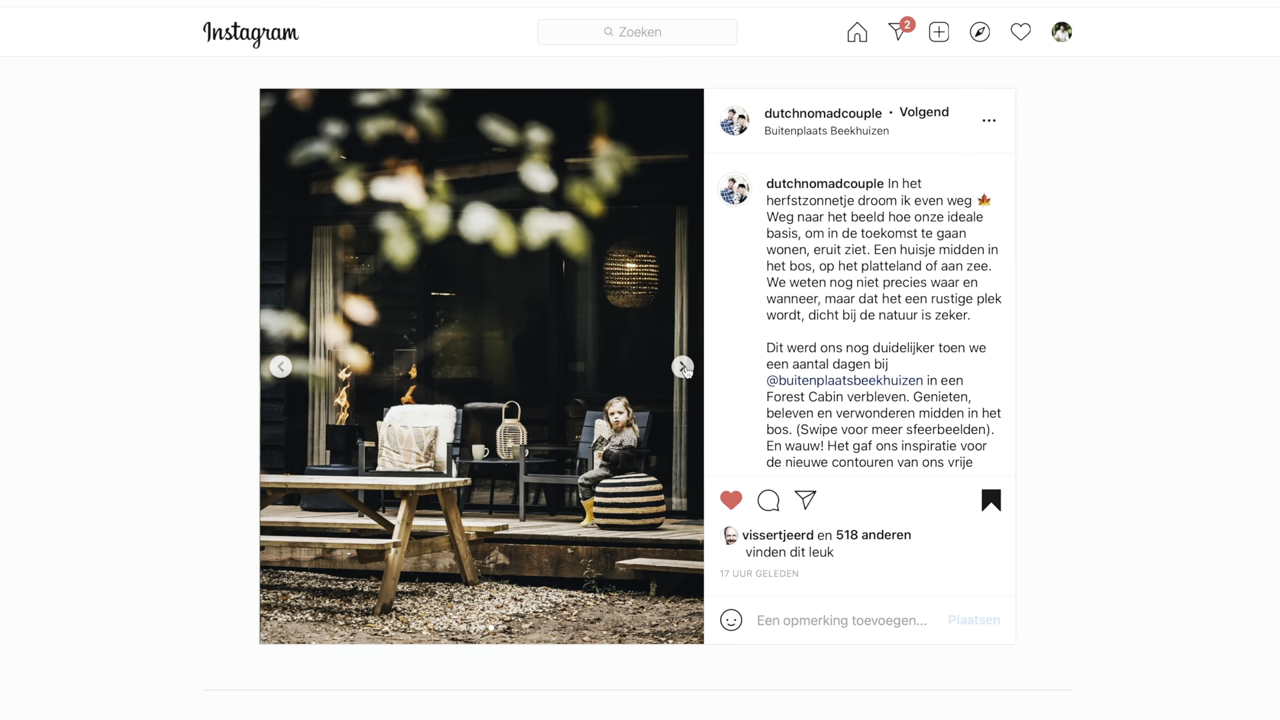 Instagram
Zoeken
2
dutchnomadcouple • Volgend
Buitenplaats Beekhuizen
dutchnomadcouple In het
herfstzonnetje droom ik even weg 🍁
Weg naar het beeld hoe onze ideale
basis, om in de toekomst te gaan
wonen, eruit ziet. Een huisje midden in
het bos, op het platteland of aan zee.
We weten nog niet precies waar en
wanneer, maar dat het een rustige plek
wordt, dicht bij de natuur is zeker.
Dit werd ons nog duidelijker toen we
een aantal dagen bij
@buitenplaatsbeekhuizen in een
Forest Cabin verbleven. Genieten,
beleven en verwonderen midden in het
bos. (Swipe voor meer sfeerbeelden).
En wauw! Het gaf ons inspiratie voor
de nieuwe contouren van ons vrije
vissertjeerd en 518 anderen
vinden dit leuk
17 UUR GELEDEN
Een opmerking toevoegen...
Plaatsen